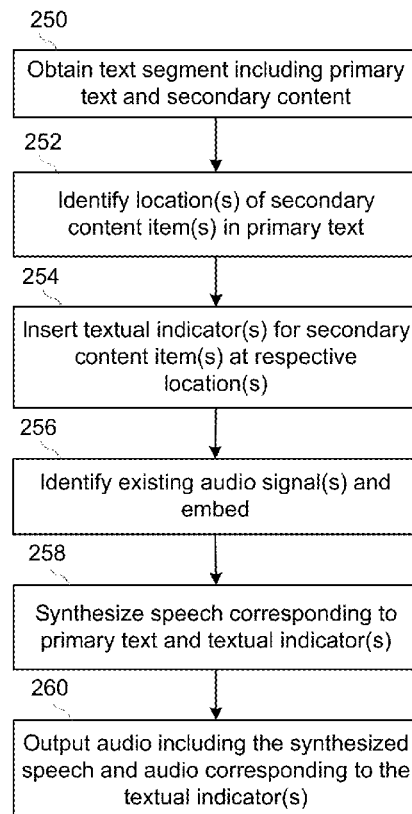 250
Obtain text segment including primary
text and secondary content
252
Identify location(s) of secondary
content item(s) in primary text
254
Insert textual indicator(s) for secondary
content item(s) at respective
location(s)
256
Identify existing audio signal(s) and
embed
258
Synthesize speech corresponding to
primary text and textual indicator(s)
260
Output audio including the synthesized
speech and audio corresponding to the
textual indicator(s)